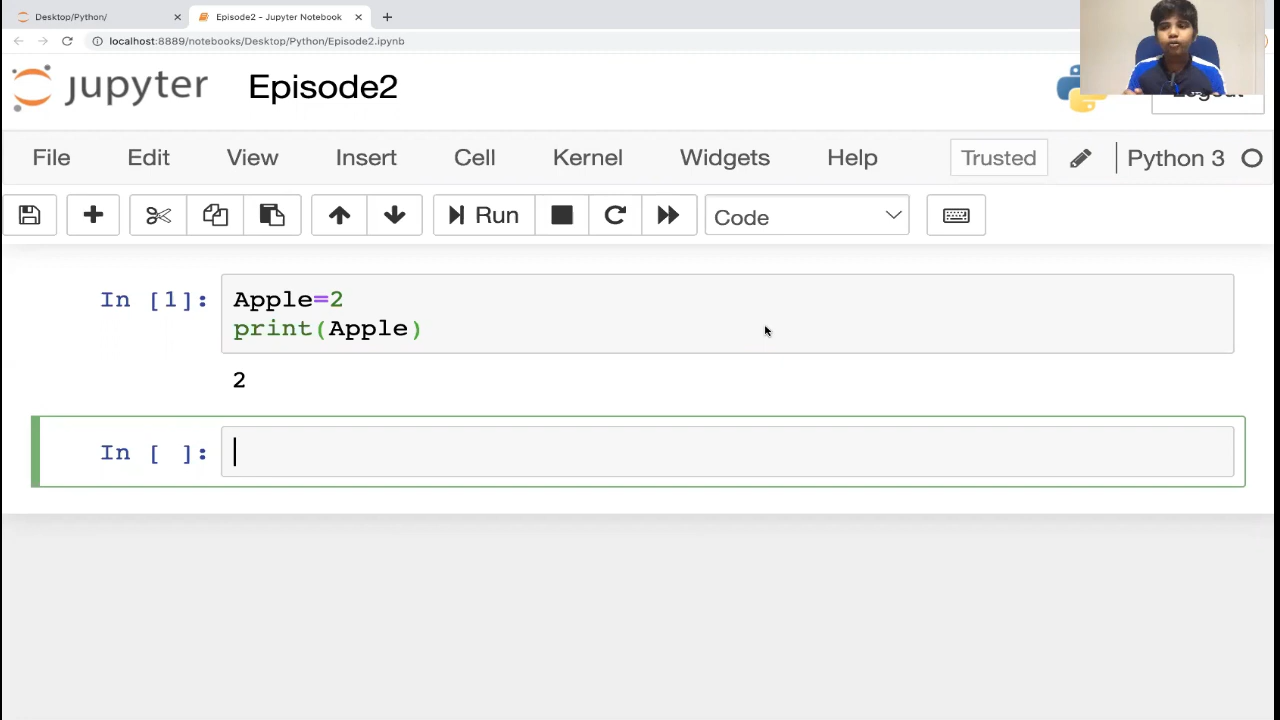 Desktop/Python/
Episode2 - Jupyter Notebook
localhost:8889/notebooks/Desktop/Python/Episode2.ipynb
jupyter Episode2
Logout
File Edit View Insert Cell Kernel Widgets Help Trusted Python 3
Run Code
In [1]: Apple=2
print(Apple)
2
In [ ]: